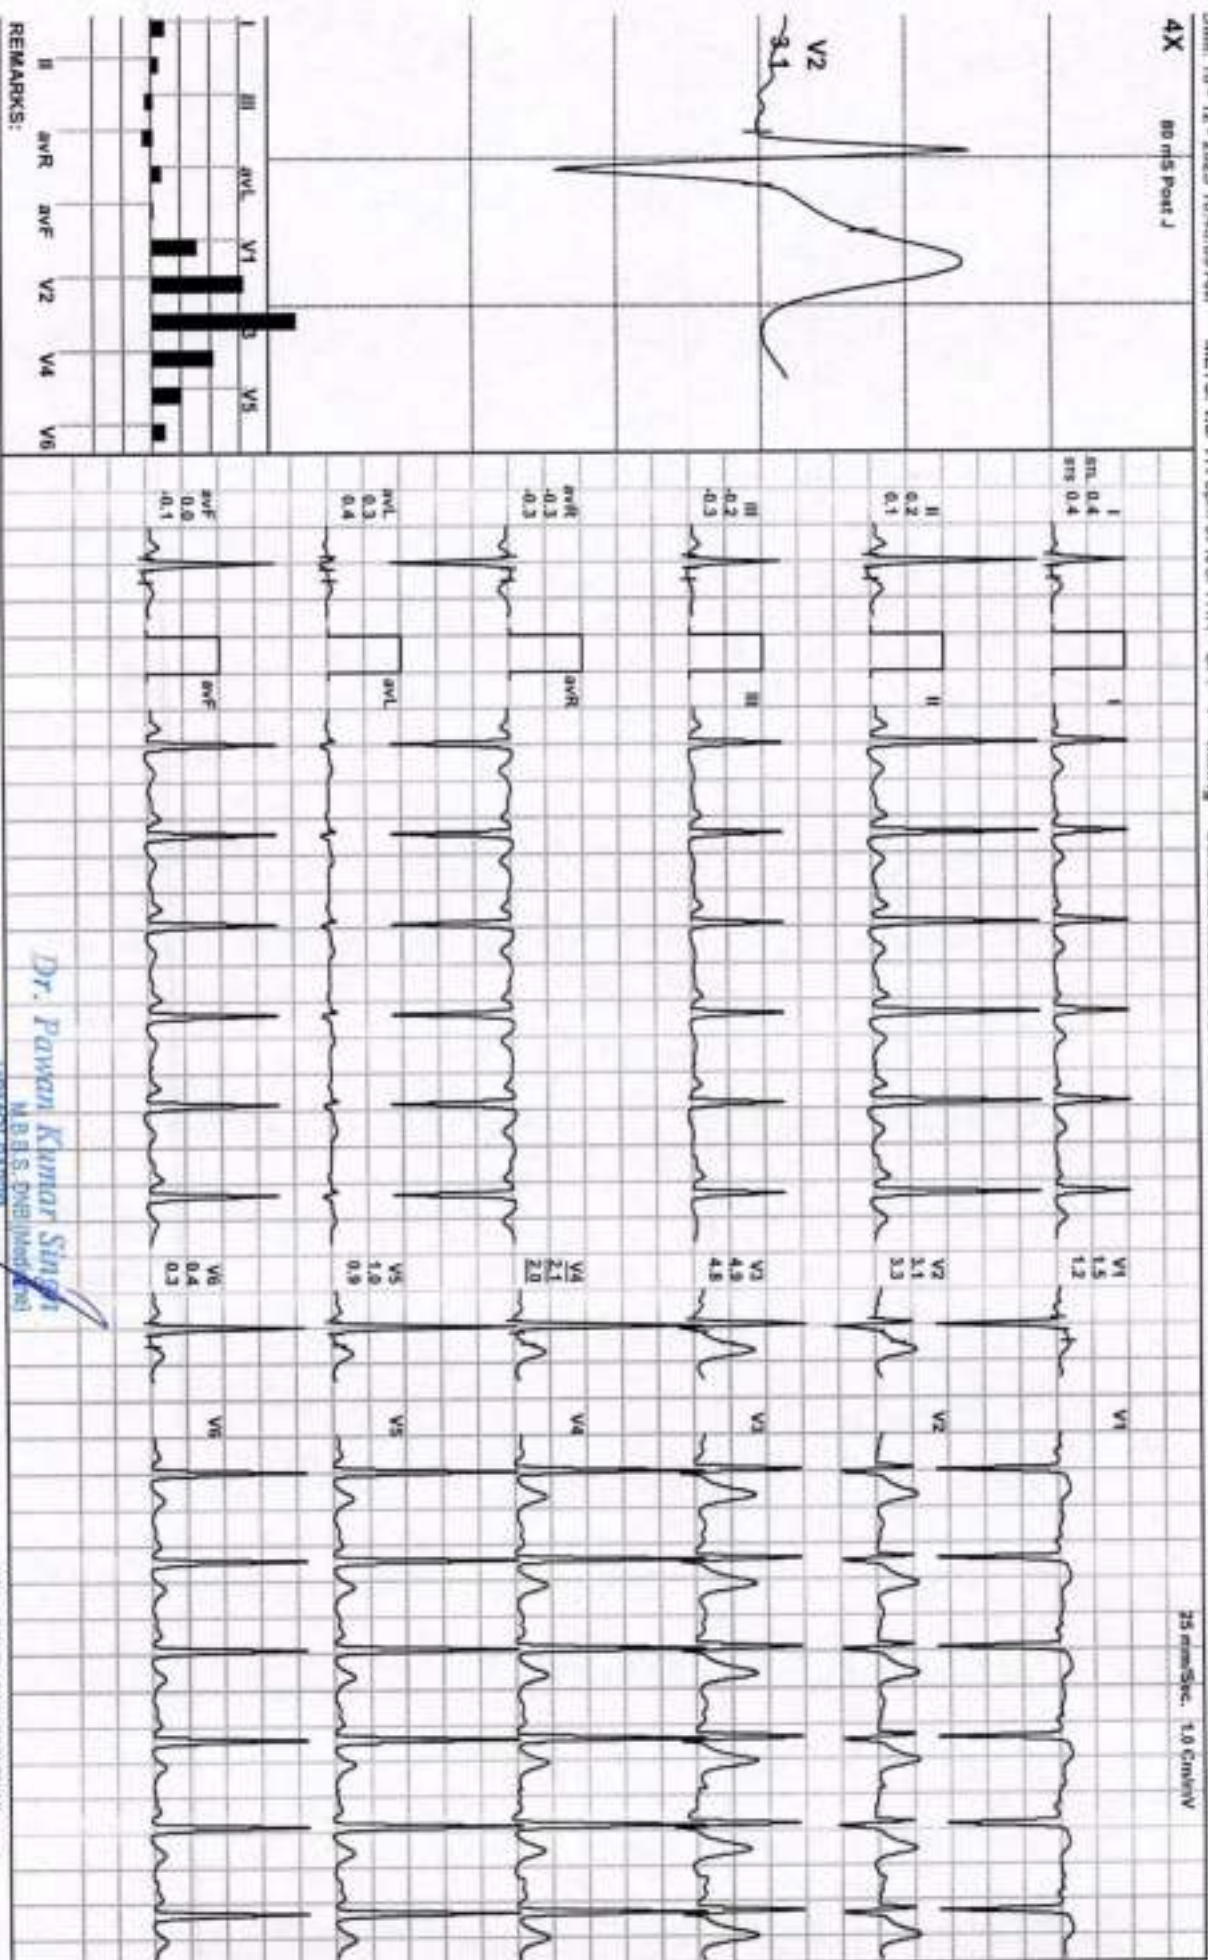 4X
80 mS Post J
25 mm/Sec. 1.0 Cm/mV
V2
3.1
I
STL 0.4
STS 0.4
I
V1
1.5
1.2
V1
II
0.2
0.1
II
V2
3.1
3.3
V2
III
-0.2
-0.3
III
V3
4.9
4.8
V3
avR
-0.3
-0.3
avR
V4
2.1
2.0
V4
avL
0.3
0.4
avL
V5
1.0
0.9
V5
avF
0.0
-0.1
avF
V6
0.4
0.3
V6
I III avL V1 V5
II avR avF V2 V4 V6
REMARKS:
Dr. Pawan Kumar Singh
M.B.B.S. DNB (Medicine)